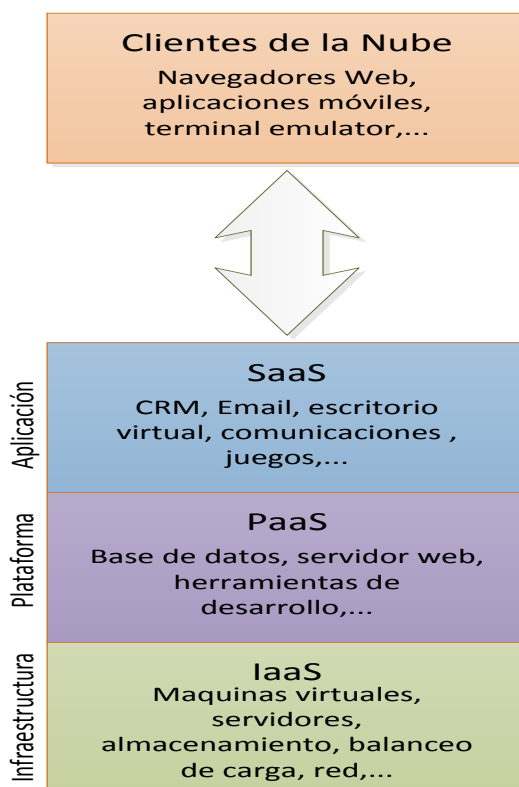 Clientes de la Nube
Navegadores Web,
aplicaciones móviles,
terminal emulator,...
Aplicación
SaaS
CRM, Email, escritorio
virtual, comunicaciones ,
juegos,...
Plataforma
PaaS
Base de datos, servidor web,
herramientas de
desarrollo,...
Infraestructura
IaaS
Maquinas virtuales,
servidores,
almacenamiento, balanceo
de carga, red,...